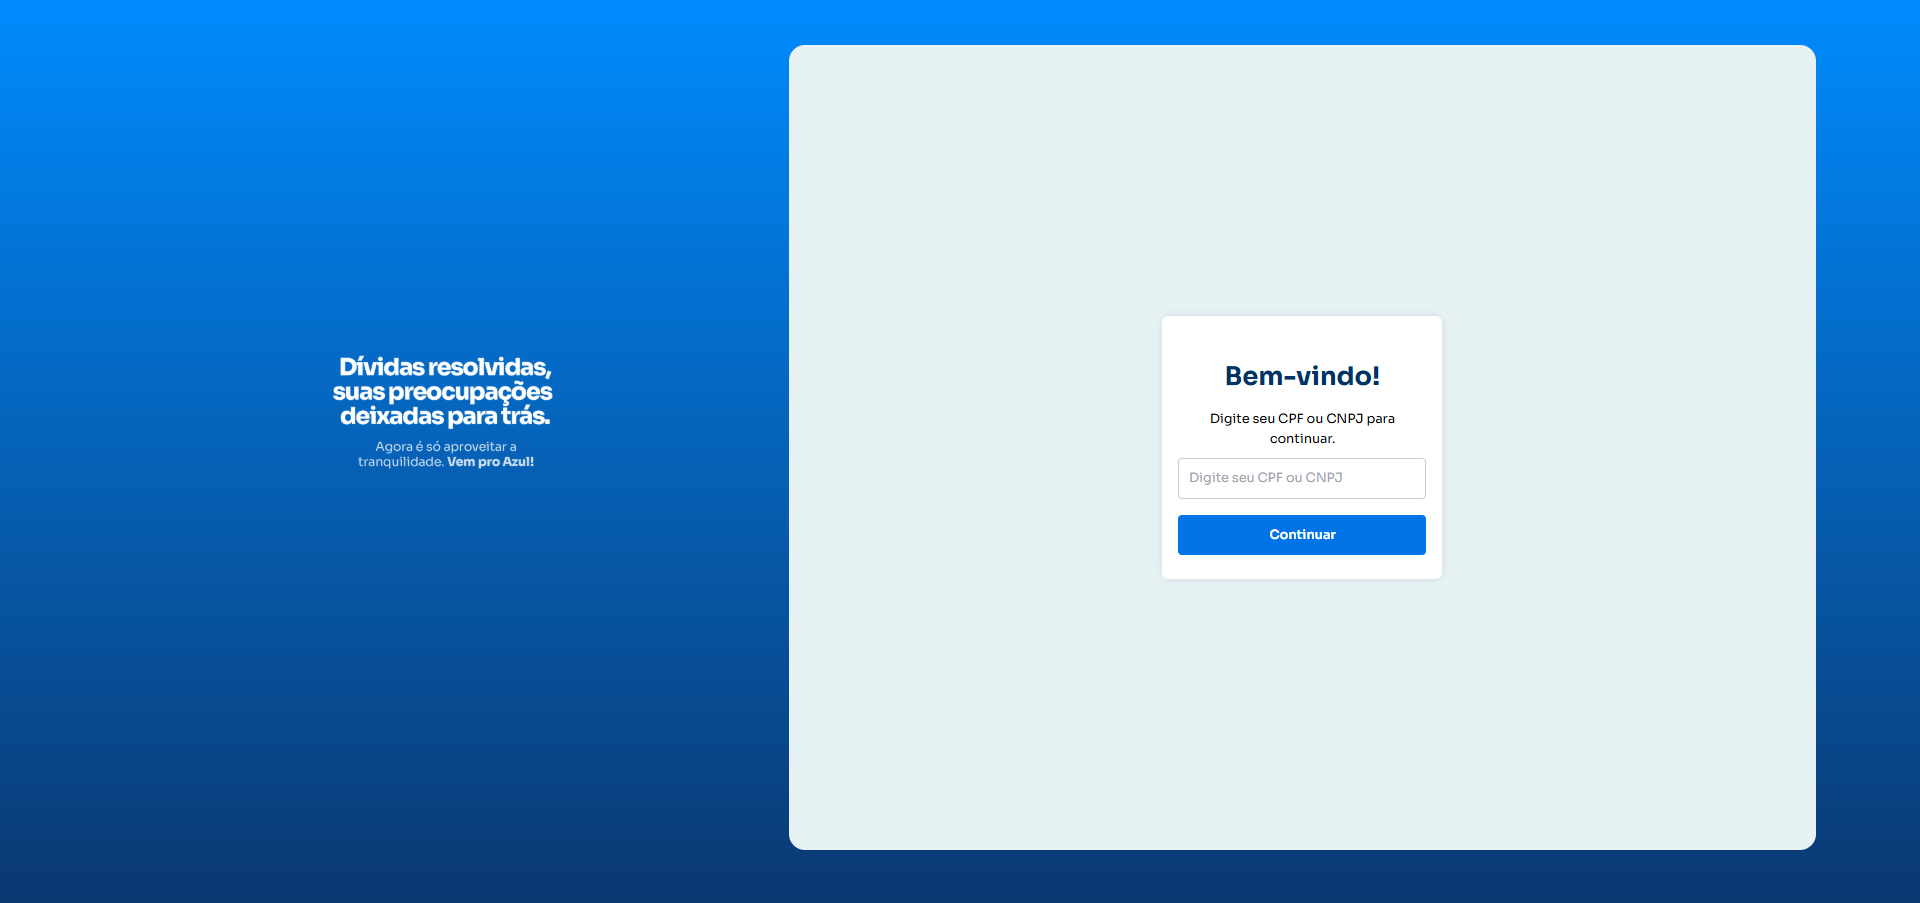 Dívidas resolvidas,
suas preocupações
deixadas para trás.
Agora é só aproveitar a
tranquilidade. Vem pro Azul!
Bem-vindo!
Digite seu CPF ou CNPJ para
continuar.
Digite seu CPF ou CNPJ
Continuar